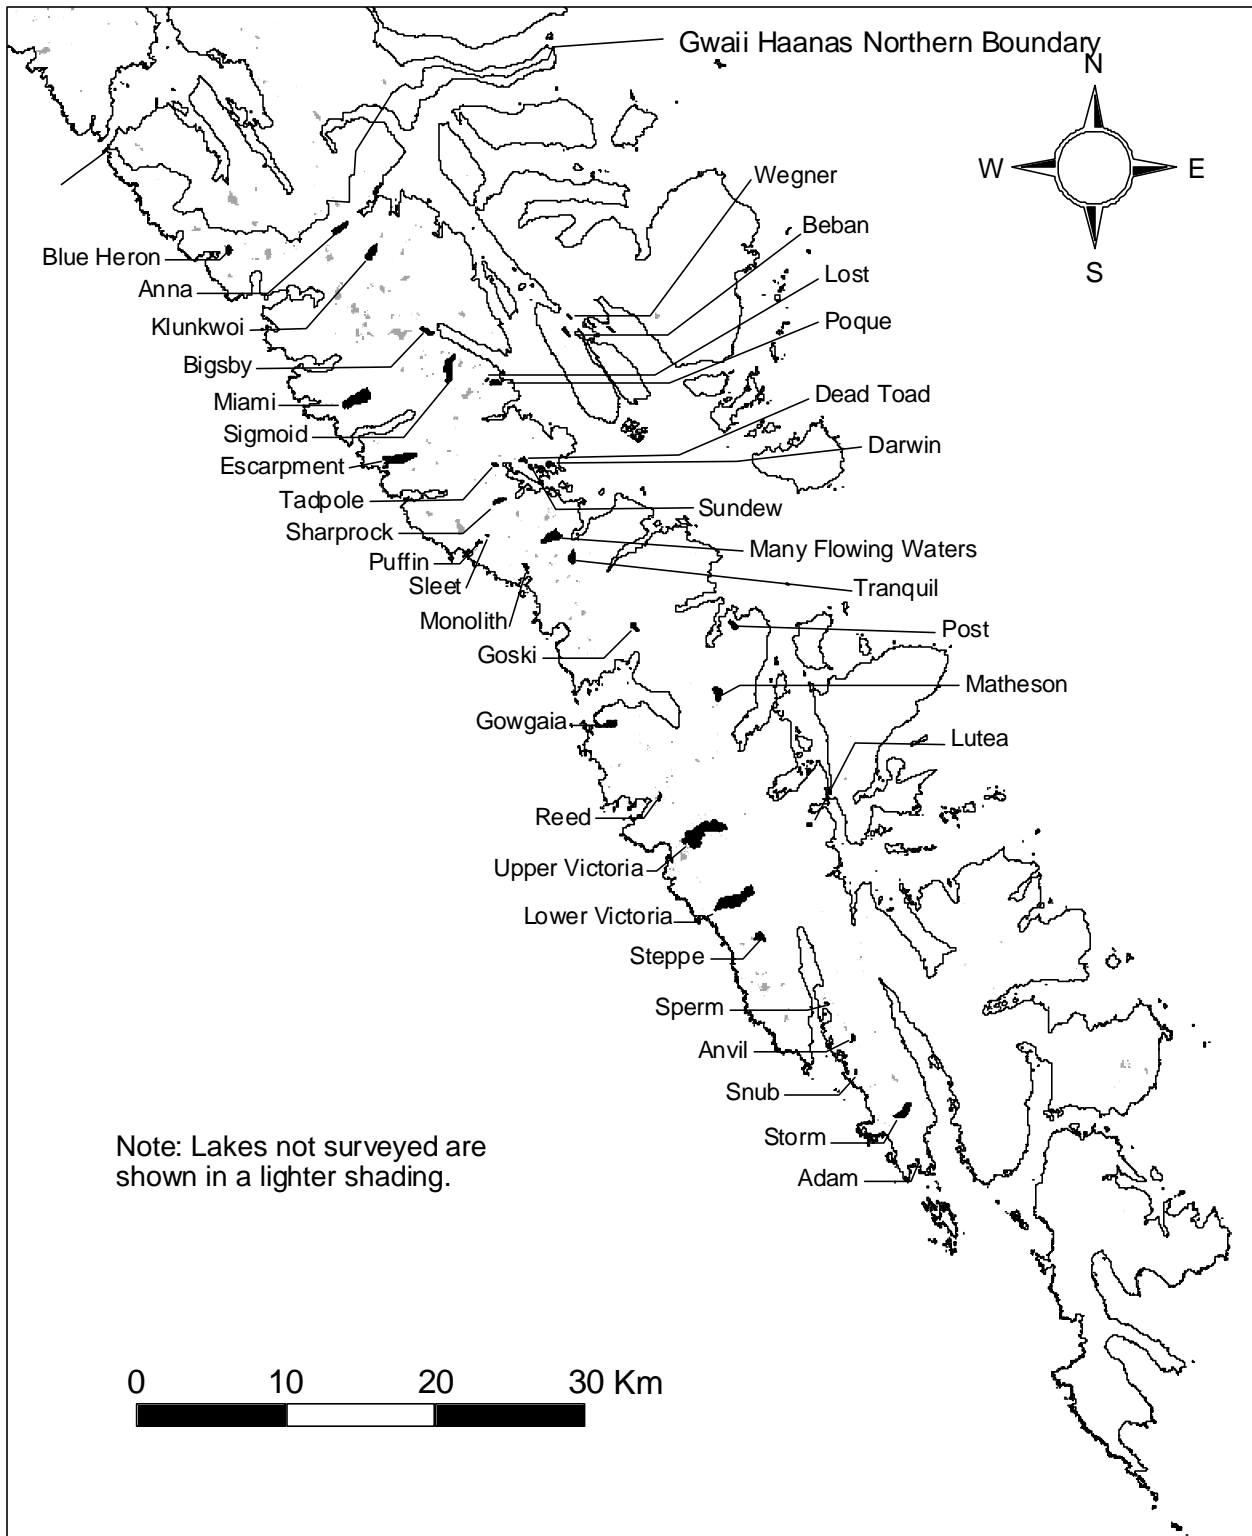 Gwaii Haanas Northern Boundary
N
W
E
S
Wegner
Beban
Lost
Poque
Blue Heron
Anna
Klunkwoi
Bigsby
Miami
Sigmoid
Escarpment
Tadpole
Sharprock
Puffin
Sleet
Monolith
Goski
Gowgaia
Reed
Upper Victoria
Lower Victoria
Steppe
Sperm
Anvil
Snub
Storm
Adam
Dead Toad
Darwin
Sundew
Many Flowing Waters
Tranquil
Post
Matheson
Lutea
Note: Lakes not surveyed are
shown in a lighter shading.
0 10 20 30 Km